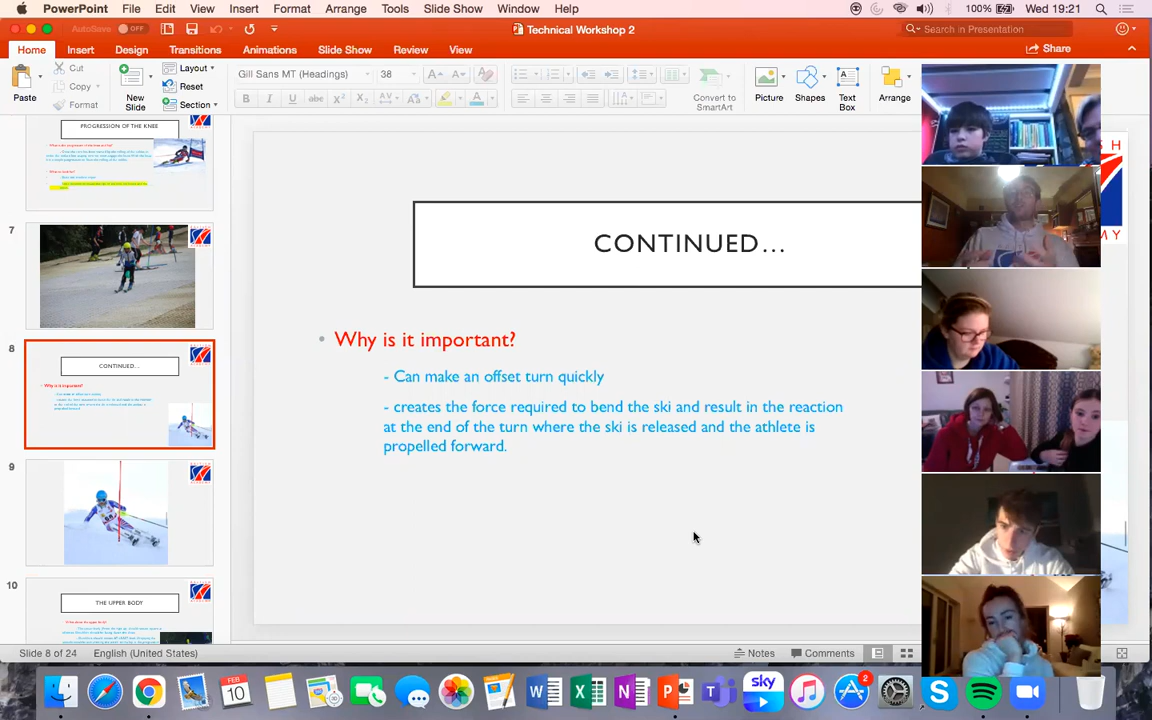 PowerPoint File Edit View Insert Format Arrange Tools Slide Show Window Help 100% Wed 19:21
AutoSave OFF Technical Workshop 2 Search in Presentation
Home Insert Design Transitions Animations Slide Show Review View Share
Paste Cut Copy Format New Slide Layout Reset Section Gill Sans MT (Headings) 38 Convert to SmartArt Picture Shapes Text Box Arrange
PROGRESSION OF THE KNEE
7
8
CONTINUED...
Why is it important?
9
10
THE UPPER BODY
CONTINUED...
• Why is it important?
- Can make an offset turn quickly
- creates the force required to bend the ski and result in the reaction
at the end of the turn where the ski is released and the athlete is
propelled forward.
S H
M Y
Slide 8 of 24 English (United States) Notes Comments
FEB
10
sky
2